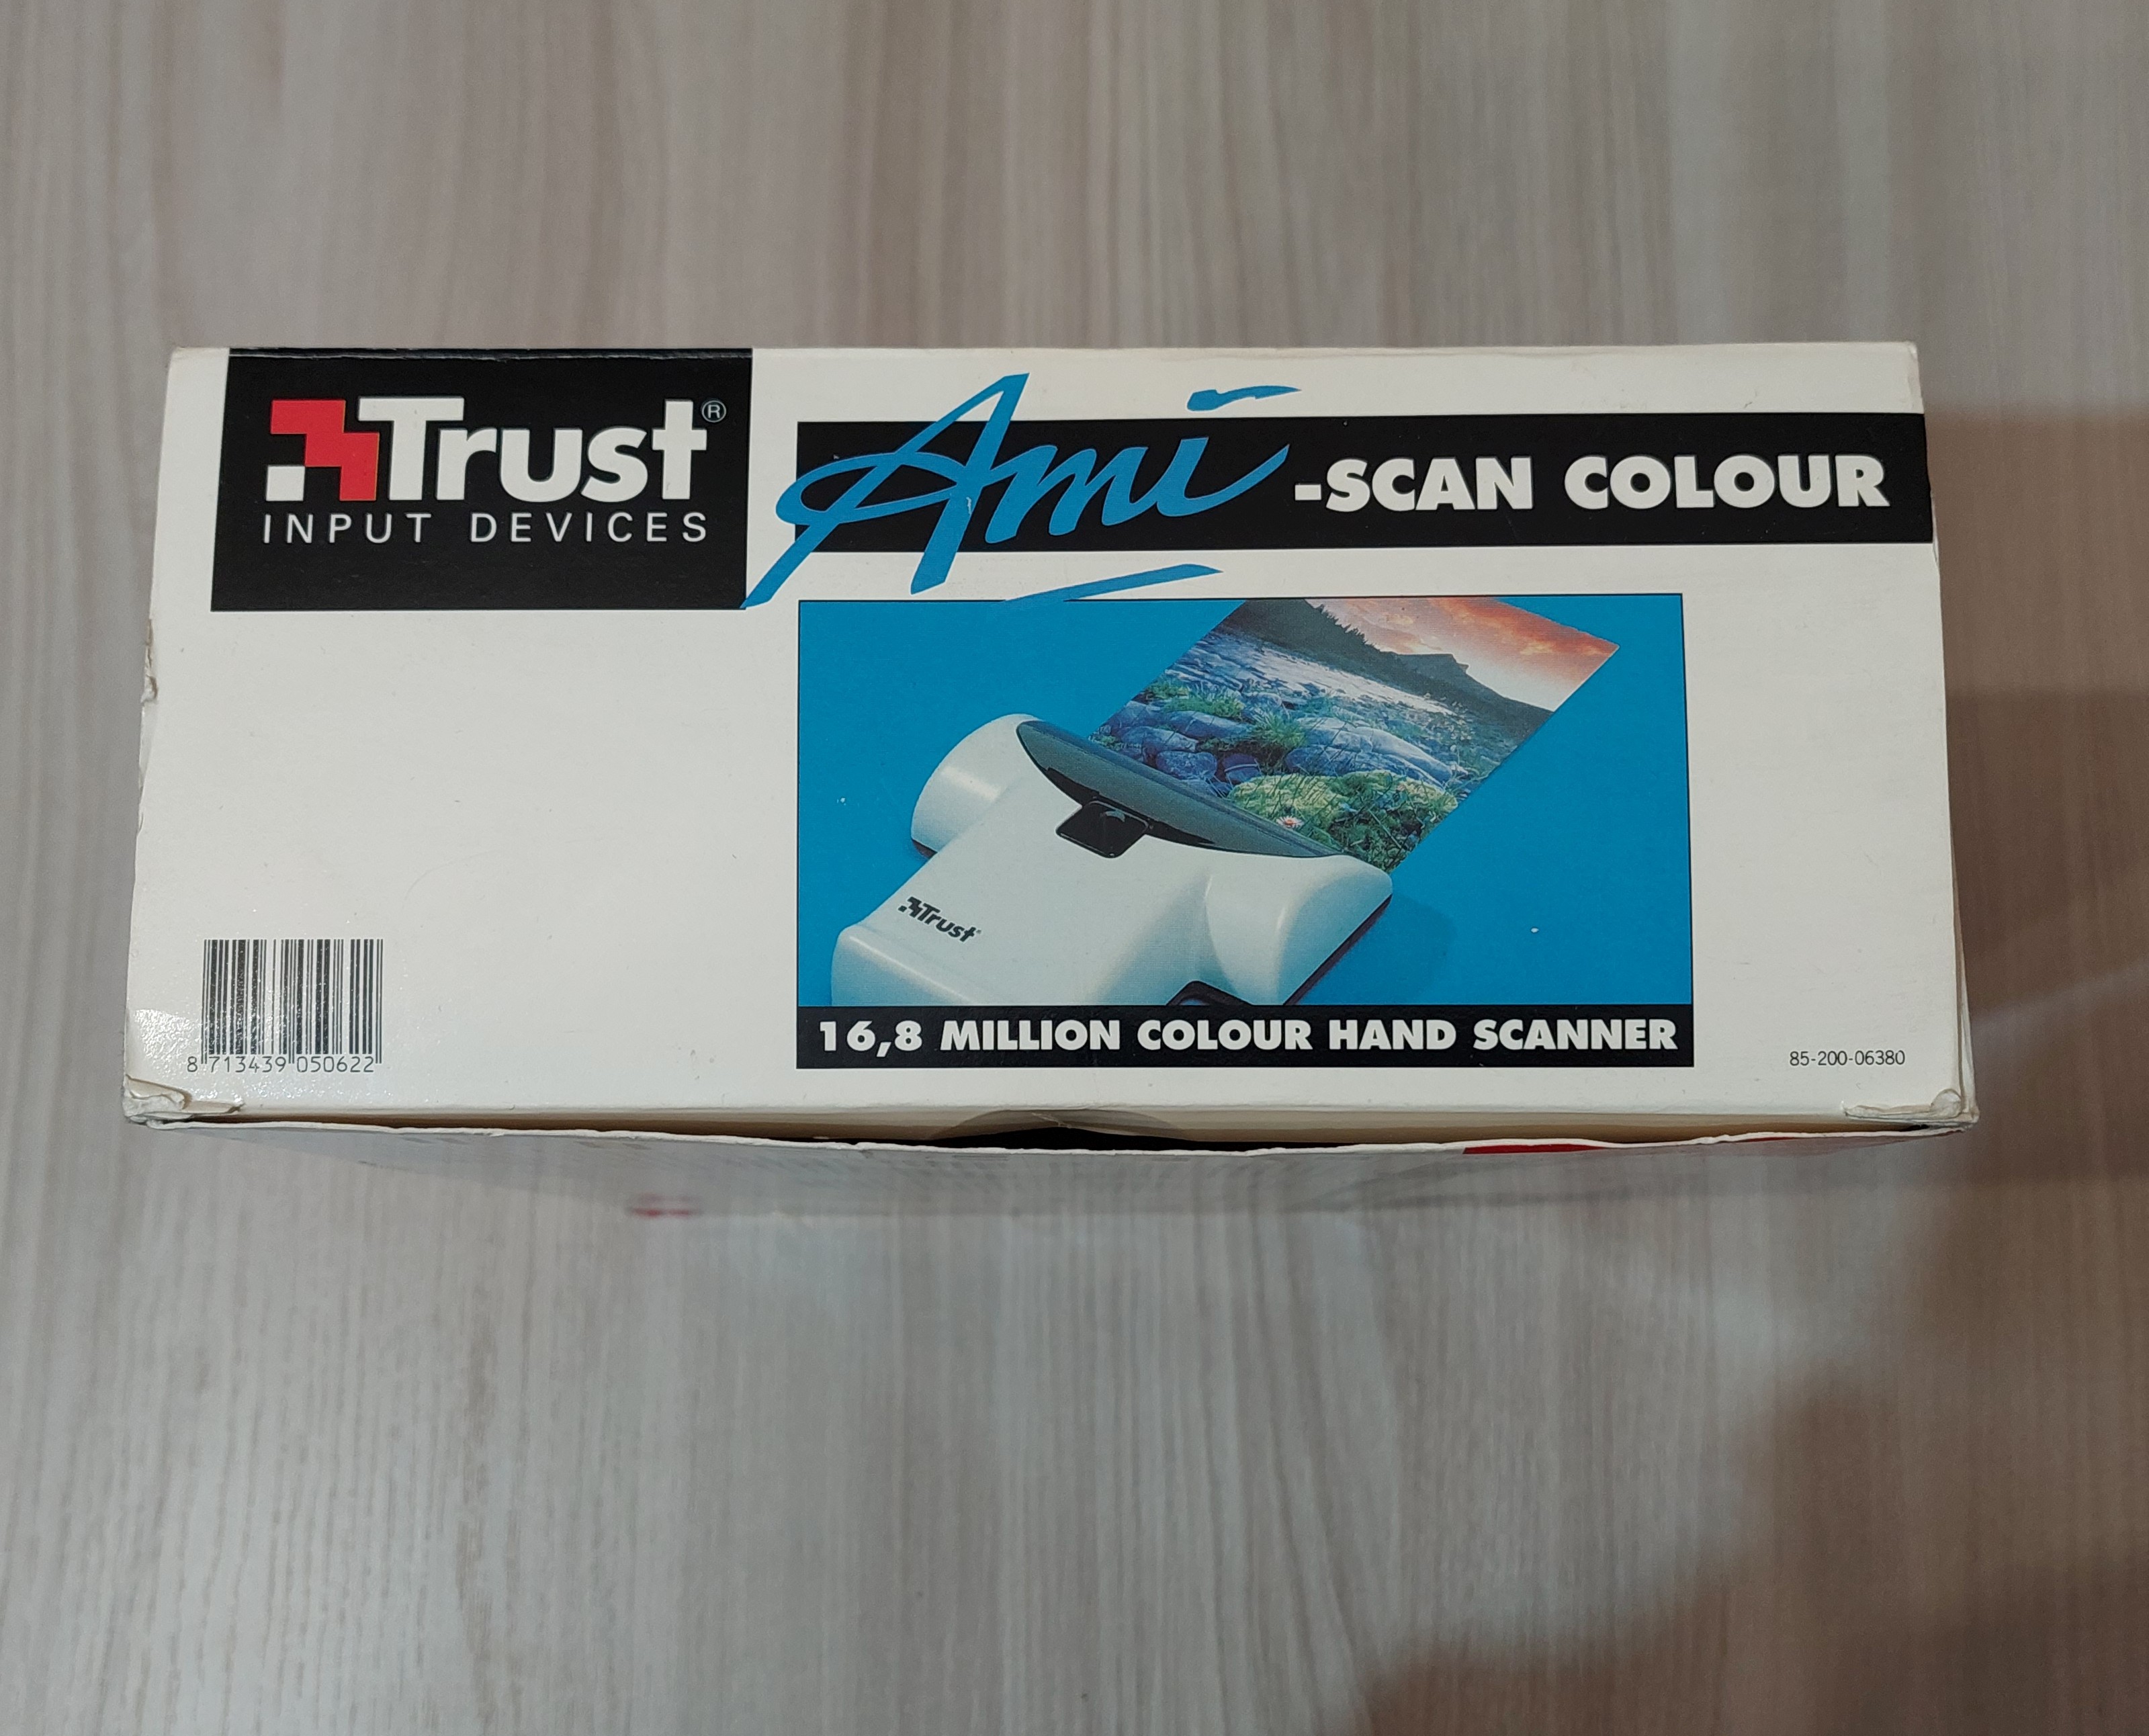 Trust®
INPUT DEVICES
Ami-SCAN COLOUR
Trust
16,8 MILLION COLOUR HAND SCANNER
8 713439 050622
85-200-06380